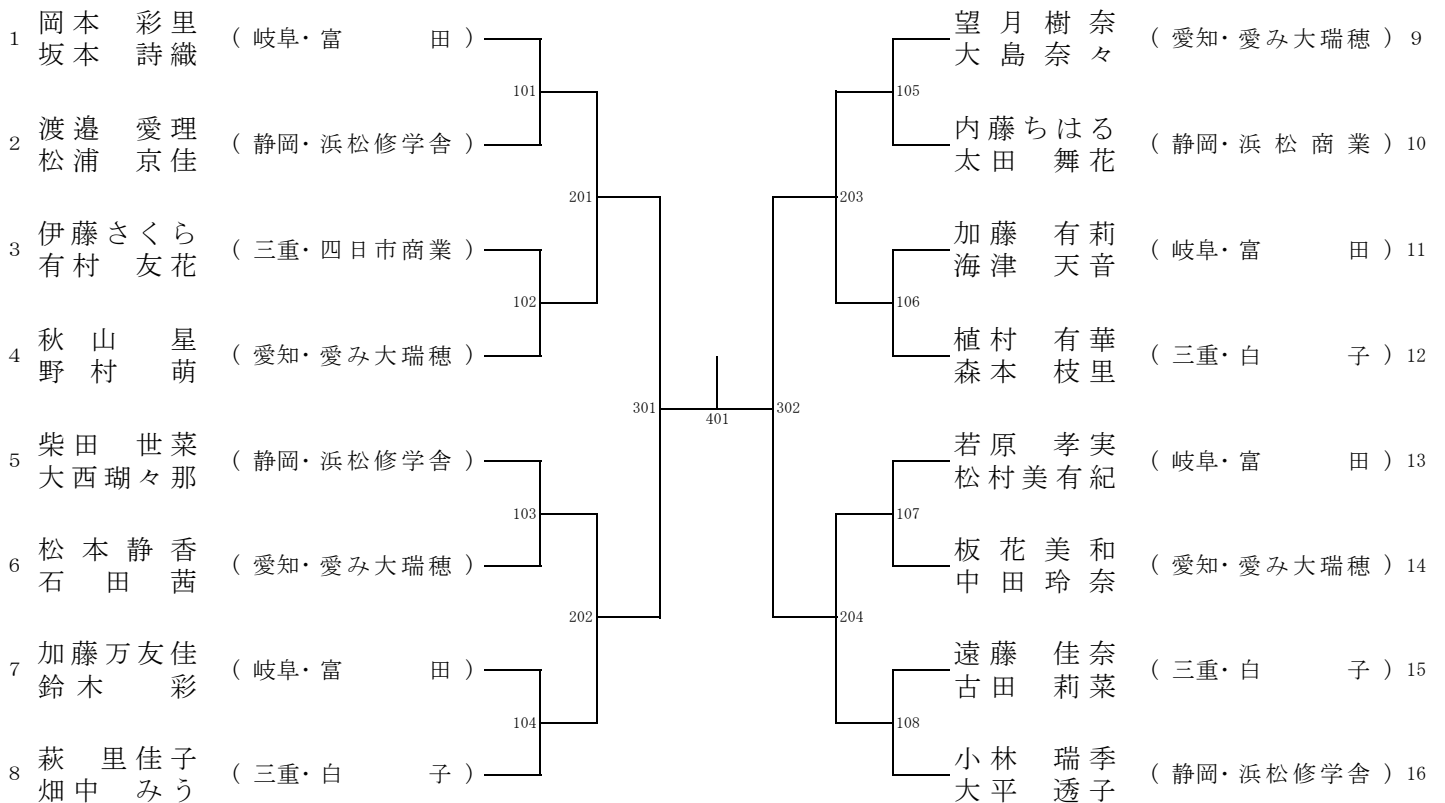 1 岡本 彩里
坂本 詩織 (岐阜・富 田)
2 渡邉 愛理
松浦 京佳 (静岡・浜松修学舎)
3 伊藤さくら
有村 友花 (三重・四日市商業)
4 秋山 星
野村 萌 (愛知・愛み大瑞穂)
5 柴田 世菜
大西瑚々那 (静岡・浜松修学舎)
6 松本静香
石田 茜 (愛知・愛み大瑞穂)
7 加藤万友佳
鈴木 彩 (岐阜・富 田)
8 萩 里佳子
畑中 みう (三重・白 子)
101
102
103
104
201
202
301
401
302
203
204
105
106
107
108
望月樹奈
大島奈々 (愛知・愛み大瑞穂) 9
内藤ちはる
太田 舞花 (静岡・浜松商業) 10
加藤 有莉
海津 天音 (岐阜・富 田) 11
植村 有華
森本 枝里 (三重・白 子) 12
若原 孝実
松村美有紀 (岐阜・富 田) 13
板花美和
中田玲奈 (愛知・愛み大瑞穂) 14
遠藤 佳奈
古田 莉菜 (三重・白 子) 15
小林 瑞季
大平 透子 (静岡・浜松修学舎) 16